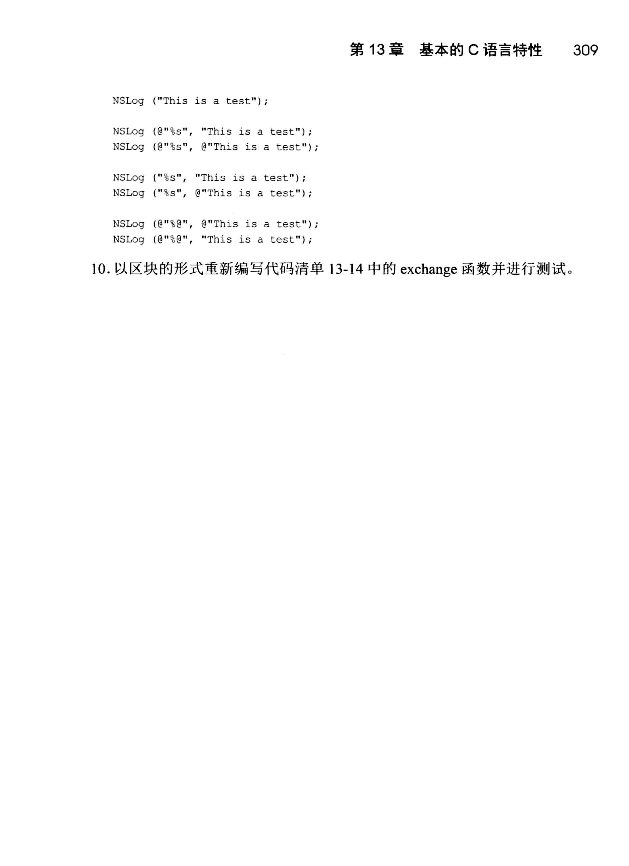 第 13 章 基本的 C 语言特性 309
NSLog ("This is a test");
NSLog (@"%s", "This is a test");
NSLog (@"%s", @"This is a test");
NSLog ("%s", "This is a test");
NSLog ("%s", @"This is a test");
NSLog (@"%@", @"This is a test");
NSLog (@"%@", "This is a test");
10. 以区块的形式重新编写代码清单 13-14 中的 exchange 函数并进行测试。